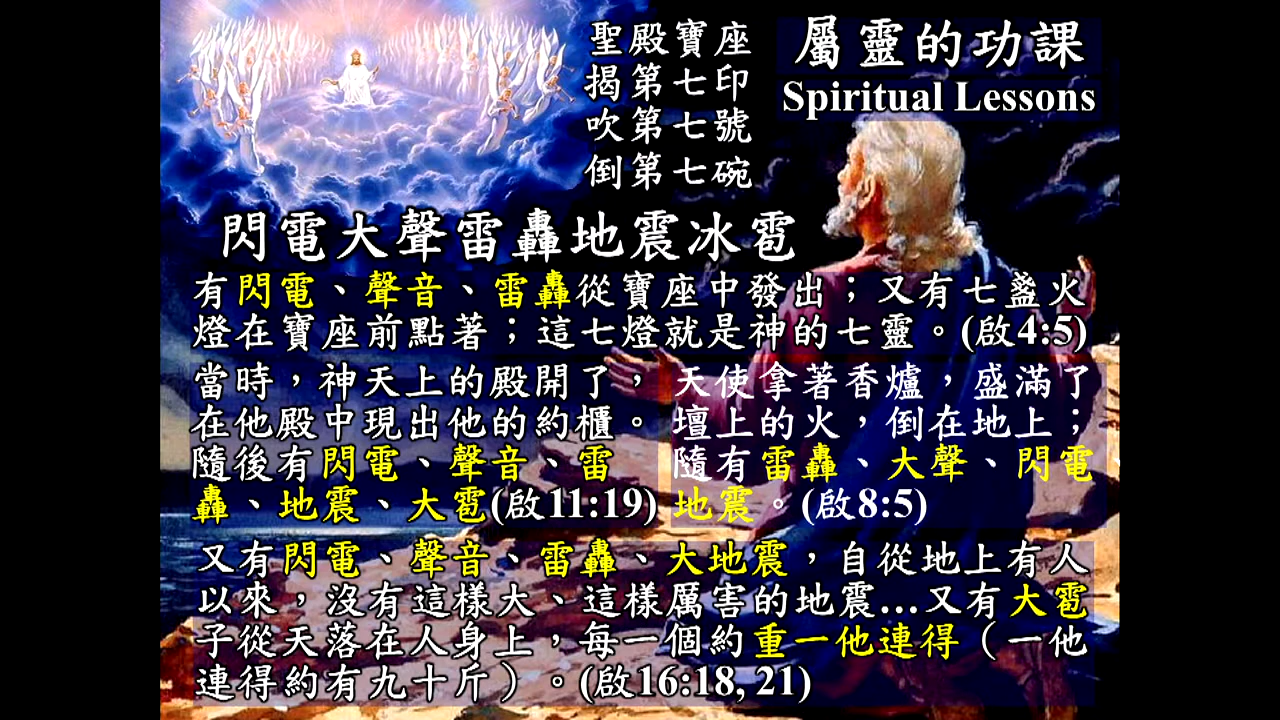 屬靈的功課
Spiritual Lessons
聖殿寶座
揭第七印
吹第七號
倒第七碗
閃電大聲雷轟地震冰雹
有閃電、聲音、雷轟從寶座中發出；又有七盞火
燈在寶座前點著；這七燈就是神的七靈。(啟4:5)
當時，神天上的殿開了，
在他殿中現出他的約櫃。
隨後有閃電、聲音、雷
轟、地震、大雹(啟11:19)
天使拿著香爐，盛滿了
壇上的火，倒在地上；
隨有雷轟、大聲、閃電
地震。(啟8:5)
又有閃電、聲音、雷轟、大地震，自從地上有人
以來，沒有這樣大、這樣厲害的地震…又有大雹
子從天落在人身上，每一個約重一他連得（一他
連得約有九十斤）。(啟16:18, 21)